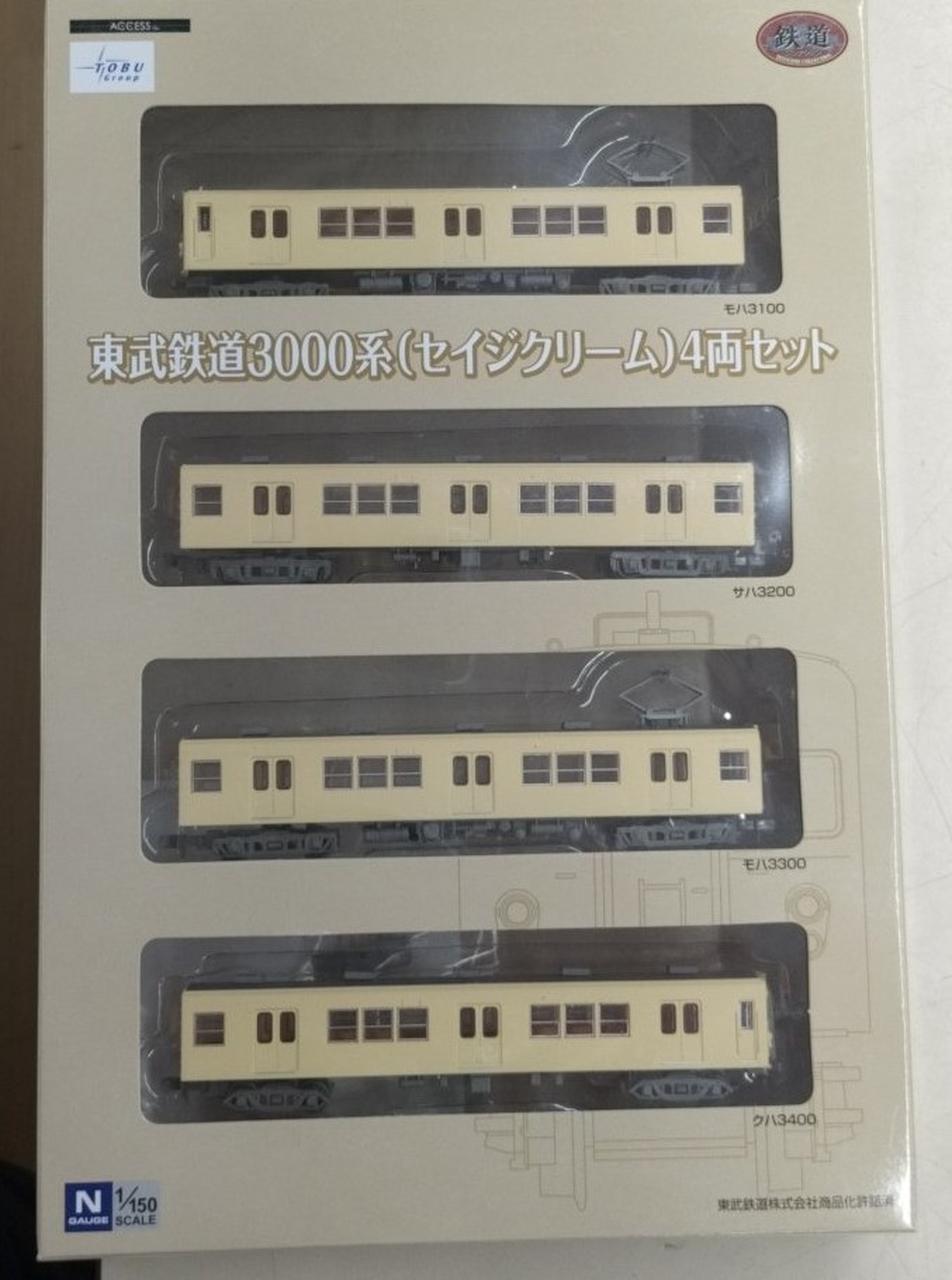 ACCESS
TOBU
Group
鉄道
モハ3100
東武鉄道3000系(セイジクリーム)4両セット
サハ3200
モハ3300
クハ3400
N
GAUGE
1/150
SCALE
東武鉄道株式会社商品化許諾済